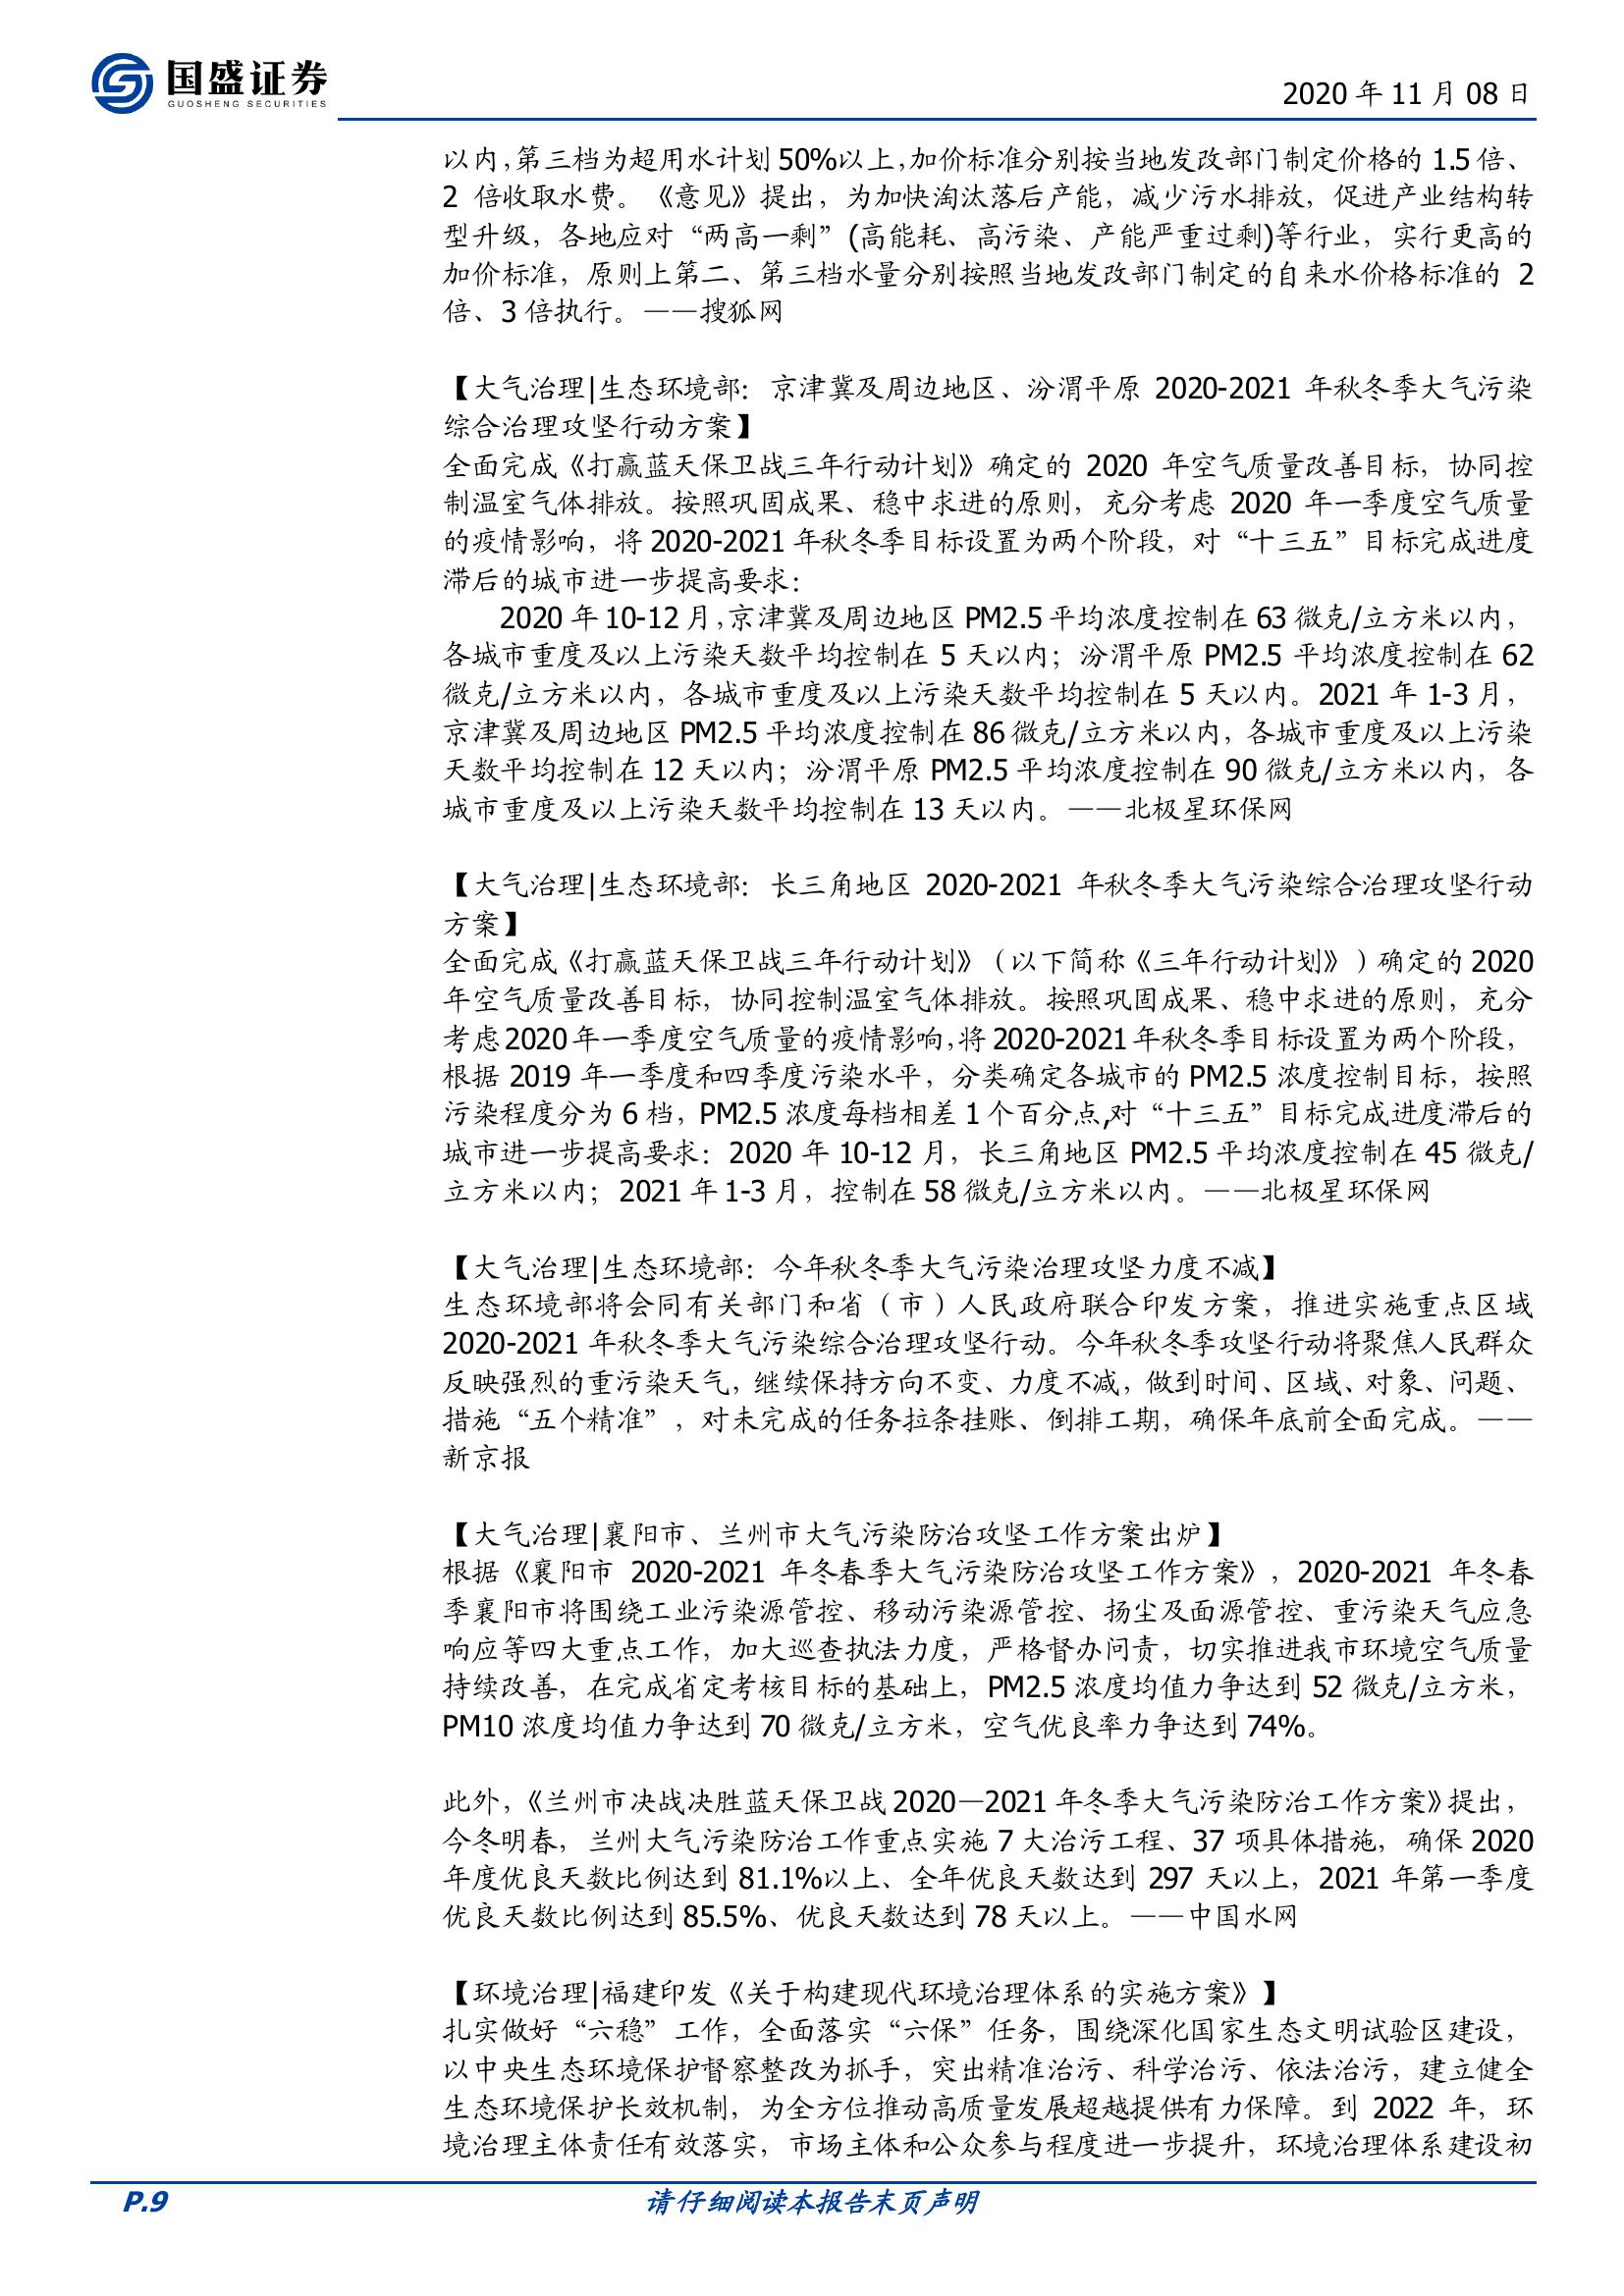 国盛证券
GUOSHENG SECURITIES
2020 年 11 月 08 日
以内，第三档为超用水计划 50%以上，加价标准分别按当地发改部门制定价格的 1.5 倍、
2 倍收取水费。《意见》提出，为加快淘汰落后产能，减少污水排放，促进产业结构转
型升级，各地应对“两高一剩”(高能耗、高污染、产能严重过剩)等行业，实行更高的
加价标准，原则上第二、第三档水量分别按照当地发改部门制定的自来水价格标准的 2
倍、3 倍执行。——搜狐网
【大气治理|生态环境部：京津冀及周边地区、汾渭平原 2020-2021 年秋冬季大气污染
综合治理攻坚行动方案】
全面完成《打赢蓝天保卫战三年行动计划》确定的 2020 年空气质量改善目标，协同控
制温室气体排放。按照巩固成果、稳中求进的原则，充分考虑 2020 年一季度空气质量
的疫情影响，将 2020-2021 年秋冬季目标设置为两个阶段，对“十三五”目标完成进度
滞后的城市进一步提高要求：
2020 年 10-12 月，京津冀及周边地区 PM2.5 平均浓度控制在 63 微克/立方米以内，
各城市重度及以上污染天数平均控制在 5 天以内；汾渭平原 PM2.5 平均浓度控制在 62
微克/立方米以内，各城市重度及以上污染天数平均控制在 5 天以内。2021 年 1-3 月，
京津冀及周边地区 PM2.5 平均浓度控制在 86 微克/立方米以内，各城市重度及以上污染
天数平均控制在 12 天以内；汾渭平原 PM2.5 平均浓度控制在 90 微克/立方米以内，各
城市重度及以上污染天数平均控制在 13 天以内。——北极星环保网
【大气治理|生态环境部：长三角地区 2020-2021 年秋冬季大气污染综合治理攻坚行动
方案】
全面完成《打赢蓝天保卫战三年行动计划》（以下简称《三年行动计划》）确定的 2020
年空气质量改善目标，协同控制温室气体排放。按照巩固成果、稳中求进的原则，充分
考虑 2020 年一季度空气质量的疫情影响，将 2020-2021 年秋冬季目标设置为两个阶段，
根据 2019 年一季度和四季度污染水平，分类确定各城市的 PM2.5 浓度控制目标，按照
污染程度分为 6 档，PM2.5 浓度每档相差 1 个百分点,对“十三五”目标完成进度滞后的
城市进一步提高要求：2020 年 10-12 月，长三角地区 PM2.5 平均浓度控制在 45 微克/
立方米以内；2021 年 1-3 月，控制在 58 微克/立方米以内。——北极星环保网
【大气治理|生态环境部：今年秋冬季大气污染治理攻坚力度不减】
生态环境部将会同有关部门和省（市）人民政府联合印发方案，推进实施重点区域
2020-2021 年秋冬季大气污染综合治理攻坚行动。今年秋冬季攻坚行动将聚焦人民群众
反映强烈的重污染天气，继续保持方向不变、力度不减，做到时间、区域、对象、问题、
措施“五个精准”，对未完成的任务拉条挂账、倒排工期，确保年底前全面完成。——
新京报
【大气治理|襄阳市、兰州市大气污染防治攻坚工作方案出炉】
根据《襄阳市 2020-2021 年冬春季大气污染防治攻坚工作方案》，2020-2021 年冬春
季襄阳市将围绕工业污染源管控、移动污染源管控、扬尘及面源管控、重污染天气应急
响应等四大重点工作，加大巡查执法力度，严格督办问责，切实推进我市环境空气质量
持续改善，在完成省定考核目标的基础上，PM2.5 浓度均值力争达到 52 微克/立方米，
PM10 浓度均值力争达到 70 微克/立方米，空气优良率力争达到 74%。
此外，《兰州市决战决胜蓝天保卫战 2020—2021 年冬季大气污染防治工作方案》提出，
今冬明春，兰州大气污染防治工作重点实施 7 大治污工程、37 项具体措施，确保 2020
年度优良天数比例达到 81.1%以上、全年优良天数达到 297 天以上，2021 年第一季度
优良天数比例达到 85.5%、优良天数达到 78 天以上。——中国水网
【环境治理|福建印发《关于构建现代环境治理体系的实施方案》】
扎实做好“六稳”工作，全面落实“六保”任务，围绕深化国家生态文明试验区建设，
以中央生态环境保护督察整改为抓手，突出精准治污、科学治污、依法治污，建立健全
生态环境保护长效机制，为全方位推动高质量发展超越提供有力保障。到 2022 年，环
境治理主体责任有效落实，市场主体和公众参与程度进一步提升，环境治理体系建设初
P.9
请仔细阅读本报告末页声明